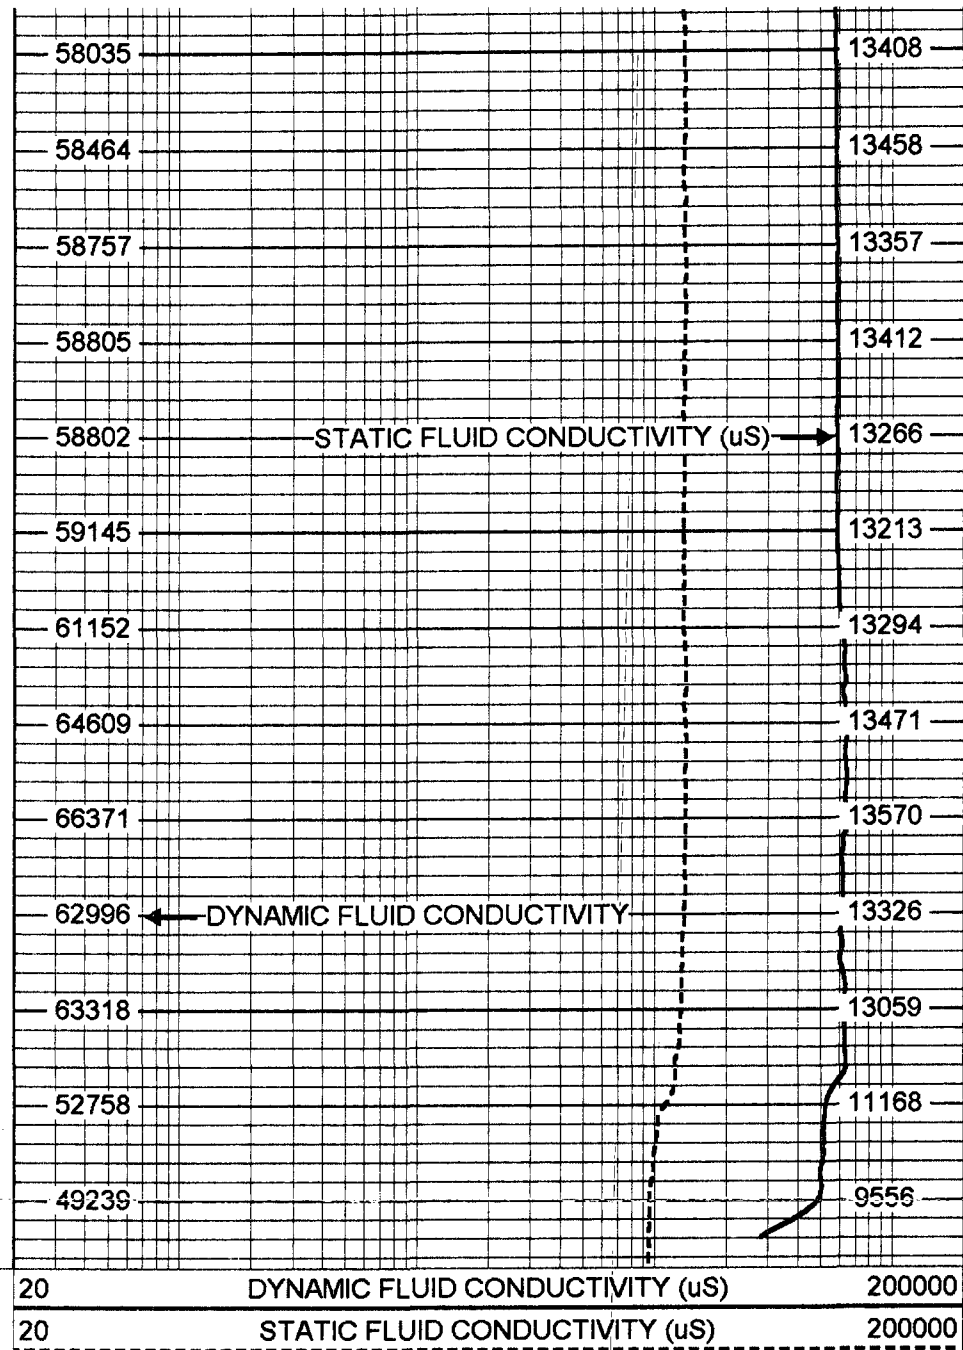 58035 13408
58464 13458
58757 13357
58805 13412
58802 STATIC FLUID CONDUCTIVITY (uS) 13266
59145 13213
61152 13294
64609 13471
66371 13570
62996 DYNAMIC FLUID CONDUCTIVITY 13326
63318 13059
52758 11168
49239 9556
20 DYNAMIC FLUID CONDUCTIVITY (uS) 200000
20 STATIC FLUID CONDUCTIVITY (uS) 200000